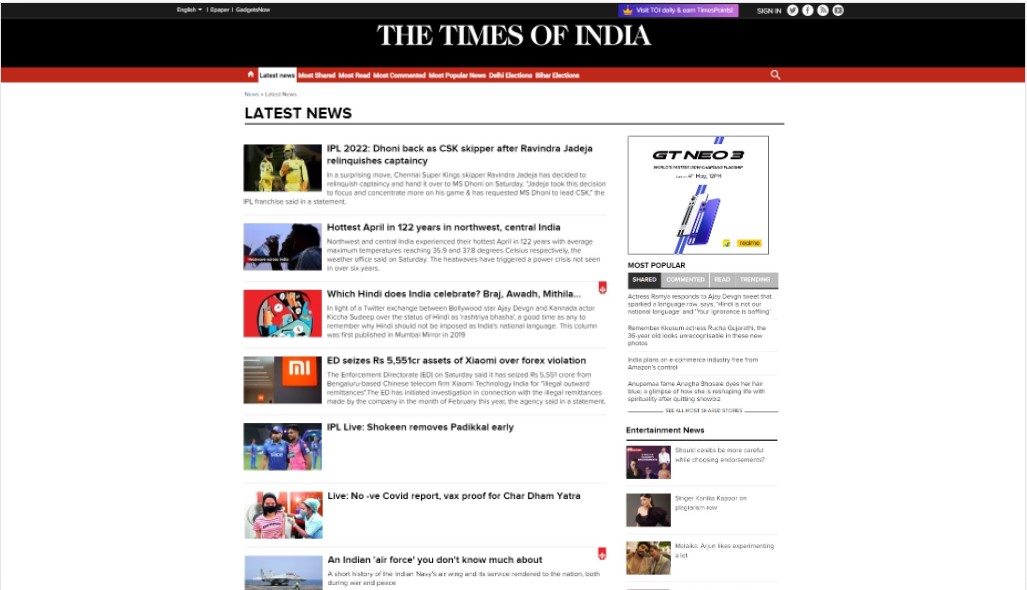 English
Epaper
GadgetsNow
Visit TOI daily & earn TimesPoints!
SIGN IN
THE TIMES OF INDIA
Latest news Most Shared Most Read Most Commented Most Popular News Delhi Elections Bihar Elections
News » Latest News
LATEST NEWS
IPL 2022: Dhoni back as CSK skipper after Ravindra Jadeja
relinquishes captaincy
In a surprising move, Chennai Super Kings skipper Ravindra Jadeja has decided to
relinquish captaincy and hand it over to MS Dhoni on Saturday. "Jadeja took this decision
to focus and concentrate more on his game & has requested MS Dhoni to lead CSK," the
IPL franchise said in a statement.
Hottest April in 122 years in northwest, central India
Northwest and central India experienced their hottest April in 122 years with average
maximum temperatures reaching 35.9 and 37.8 degrees Celsius respectively, the
weather office said on Saturday. The heatwaves have triggered a power crisis not seen
in over six years.
Heatwave across India
Which Hindi does India celebrate? Braj, Awadh, Mithila...
In light of a Twitter exchange between Bollywood star Ajay Devgn and Kannada actor
Kiccha Sudeep over the status of Hindi as 'rashtriya bhasha', a good time as any to
remember why Hindi should not be imposed as India's national language. This column
was first published in Mumbai Mirror in 2019
ED seizes Rs 5,551cr assets of Xiaomi over forex violation
The Enforcement Directorate (ED) on Saturday said it has seized Rs 5,551 crore from
Bengaluru-based Chinese telecom firm Xiaomi Technology India for "illegal outward
remittances".The ED has initiated investigation in connection with the illegal remittances
made by the company in the month of February this year, the agency said in a statement.
mi
IPL Live: Shokeen removes Padikkal early
Live: No -ve Covid report, vax proof for Char Dham Yatra
An Indian 'air force' you don't know much about
A short history of the Indian Navy's air wing and its service rendered to the nation, both
during war and peace
GT NEO 3
4th May, 12PM
realme
MOST POPULAR
SHARED COMMENTED READ TRENDING
Actress Ramya responds to Ajay Devgn tweet that
sparked a language row, says, 'Hindi is not our
national language' and 'Your ignorance is baffling'
Remember Kkusum actress Rucha Gujarathi, the
36-year old looks unrecognisable in these new
photos
India plans an e-commerce industry free from
Amazon's control
Anupamaa fame Anagha Bhosale dyes her hair
blue; a glimpse of how she is reshaping life with
spirituality after quitting showbiz
SEE ALL MOST SHARED STORIES
Entertainment News
Should celebs be more careful
while choosing endorsements?
Singer Kanika Kapoor on
plagiarism row
Malaika: Arjun likes experimenting
a lot